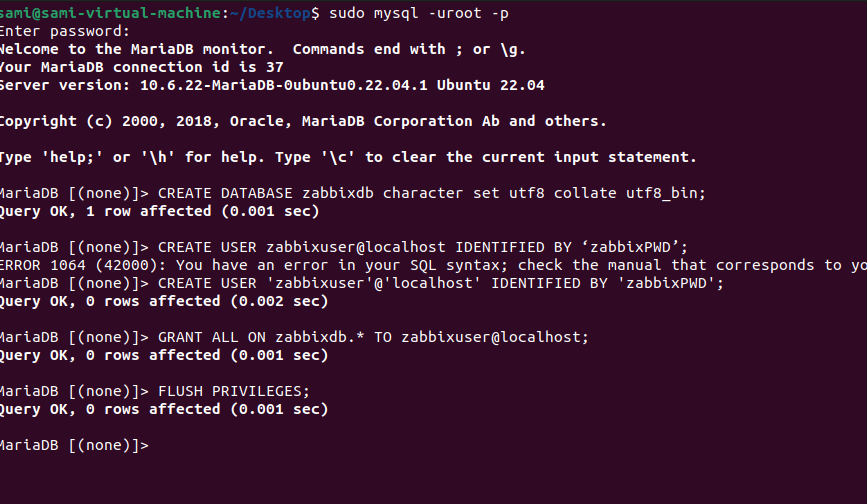 sami@sami-virtual-machine:~/Desktop$ sudo mysql -uroot -p
Enter password:
Welcome to the MariaDB monitor.  Commands end with ; or \g.
Your MariaDB connection id is 37
Server version: 10.6.22-MariaDB-0ubuntu0.22.04.1 Ubuntu 22.04
Copyright (c) 2000, 2018, Oracle, MariaDB Corporation Ab and others.
Type 'help;' or '\h' for help. Type '\c' to clear the current input statement.
MariaDB [(none)]> CREATE DATABASE zabbixdb character set utf8 collate utf8_bin;
Query OK, 1 row affected (0.001 sec)
MariaDB [(none)]> CREATE USER zabbixuser@localhost IDENTIFIED BY ‘zabbixPWD’;
ERROR 1064 (42000): You have an error in your SQL syntax; check the manual that corresponds to yo
MariaDB [(none)]> CREATE USER 'zabbixuser'@'localhost' IDENTIFIED BY 'zabbixPWD';
Query OK, 0 rows affected (0.002 sec)
MariaDB [(none)]> GRANT ALL ON zabbixdb.* TO zabbixuser@localhost;
Query OK, 0 rows affected (0.001 sec)
MariaDB [(none)]> FLUSH PRIVILEGES;
Query OK, 0 rows affected (0.001 sec)
MariaDB [(none)]>